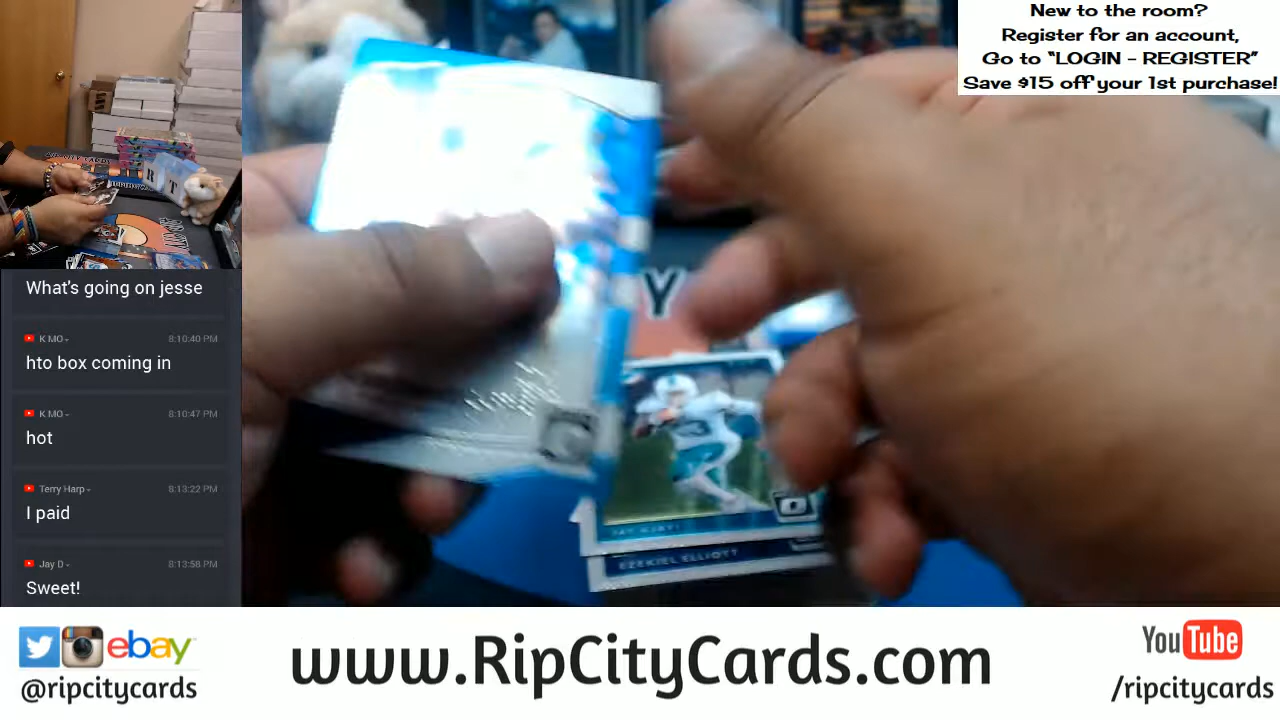 New to the room?
Register for an account,
Go to “LOGIN - REGISTER”
Save $15 off your 1st purchase!
What's going on jesse
K MO
8:10:40 PM
hto box coming in
K MO
8:10:47 PM
hot
Terry Harp
8:13:22 PM
I paid
Jay D
8:13:58 PM
Sweet!
R T
Y
JAY AJAYI
EZEKIEL ELLIOTT
ebay
@ripcitycards
www.RipCityCards.com
YouTube
/ripcitycards